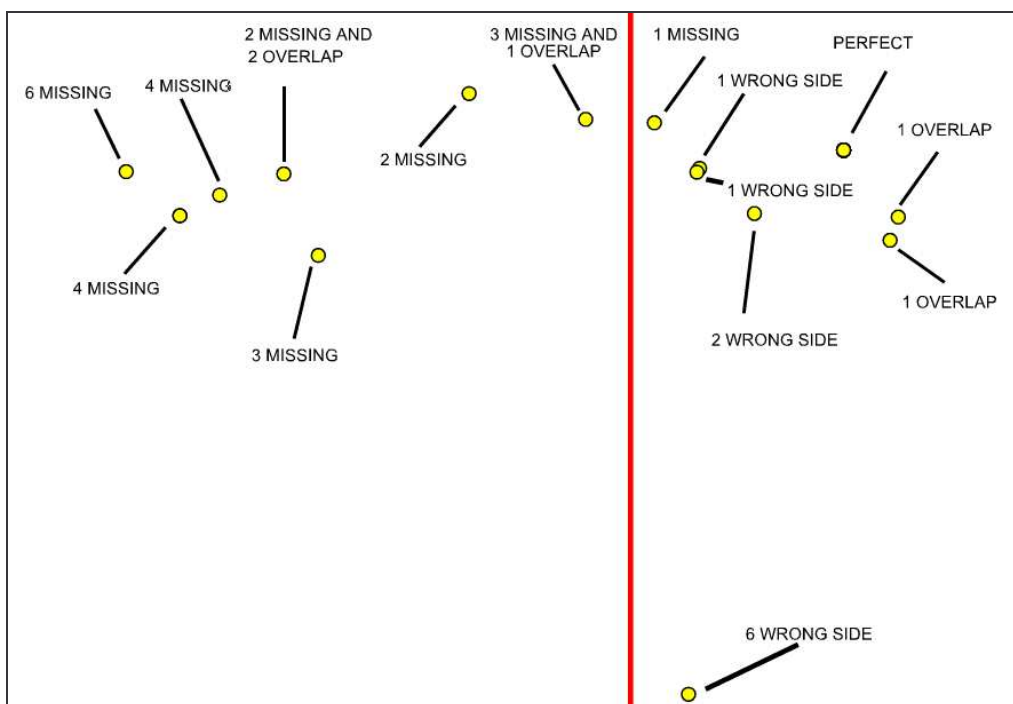 2 MISSING AND
2 OVERLAP
3 MISSING AND
1 OVERLAP
1 MISSING
PERFECT
6 MISSING
4 MISSING
1 WRONG SIDE
1 OVERLAP
2 MISSING
1 WRONG SIDE
4 MISSING
1 OVERLAP
3 MISSING
2 WRONG SIDE
6 WRONG SIDE